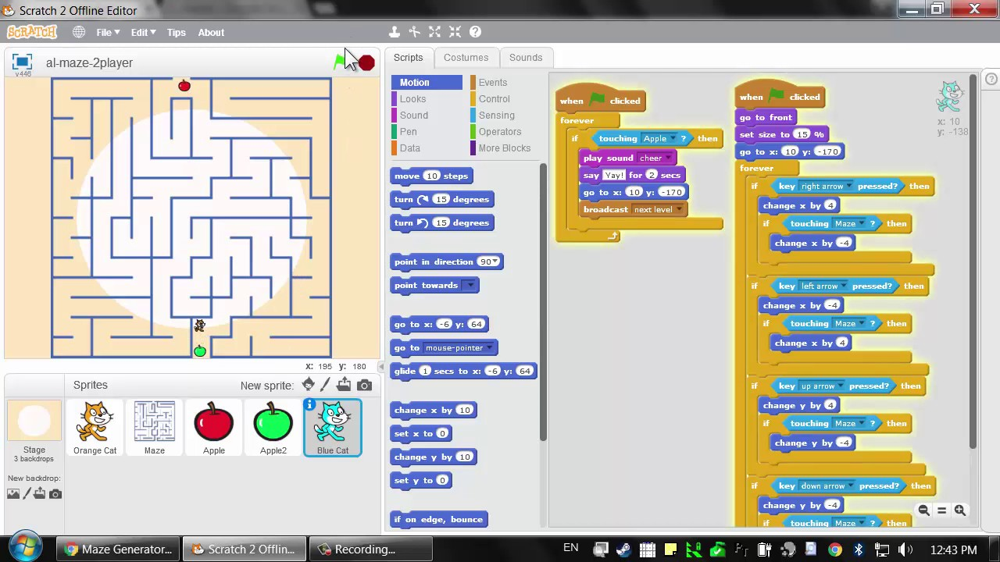 Scratch 2 Offline Editor
SCRATCH File Edit Tips About
v446 al-maze-2player
Scripts Costumes Sounds
Motion Events
Looks Control
Sound Sensing
Pen Operators
Data More Blocks
move 10 steps
turn 15 degrees
turn 15 degrees
point in direction 90
point towards
go to x: -6 y: 64
go to mouse-pointer
glide 1 secs to x: -6 y: 64
change x by 10
set x to 0
change y by 10
set y to 0
if on edge, bounce
when clicked
forever
if touching Apple ? then
play sound cheer
say Yay! for 2 secs
go to x: 10 y: -170
broadcast next level
when clicked
go to front
set size to 15 %
go to x: 10 y: -170
forever
if key right arrow pressed? then
change x by 4
if touching Maze ? then
change x by -4
if key left arrow pressed? then
change x by -4
if touching Maze ? then
change x by 4
if key up arrow pressed? then
change y by 4
if touching Maze ? then
change y by -4
if key down arrow pressed? then
change y by -4
if touching Maze ? then
x: 10
y: -138
x: 195 y: 180
Sprites New sprite:
Stage
3 backdrops
New backdrop:
Orange Cat Maze Apple Apple2 Blue Cat
Maze Generator... Scratch 2 Offlin... Recording... EN 12:43 PM